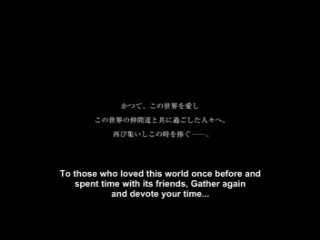 かつて、この世界を愛し
この世界の仲間達と共に過ごした人々へ。
再び集いしこの時を捧ぐ——。
To those who loved this world once before and
spent time with its friends, Gather again
and devote your time...